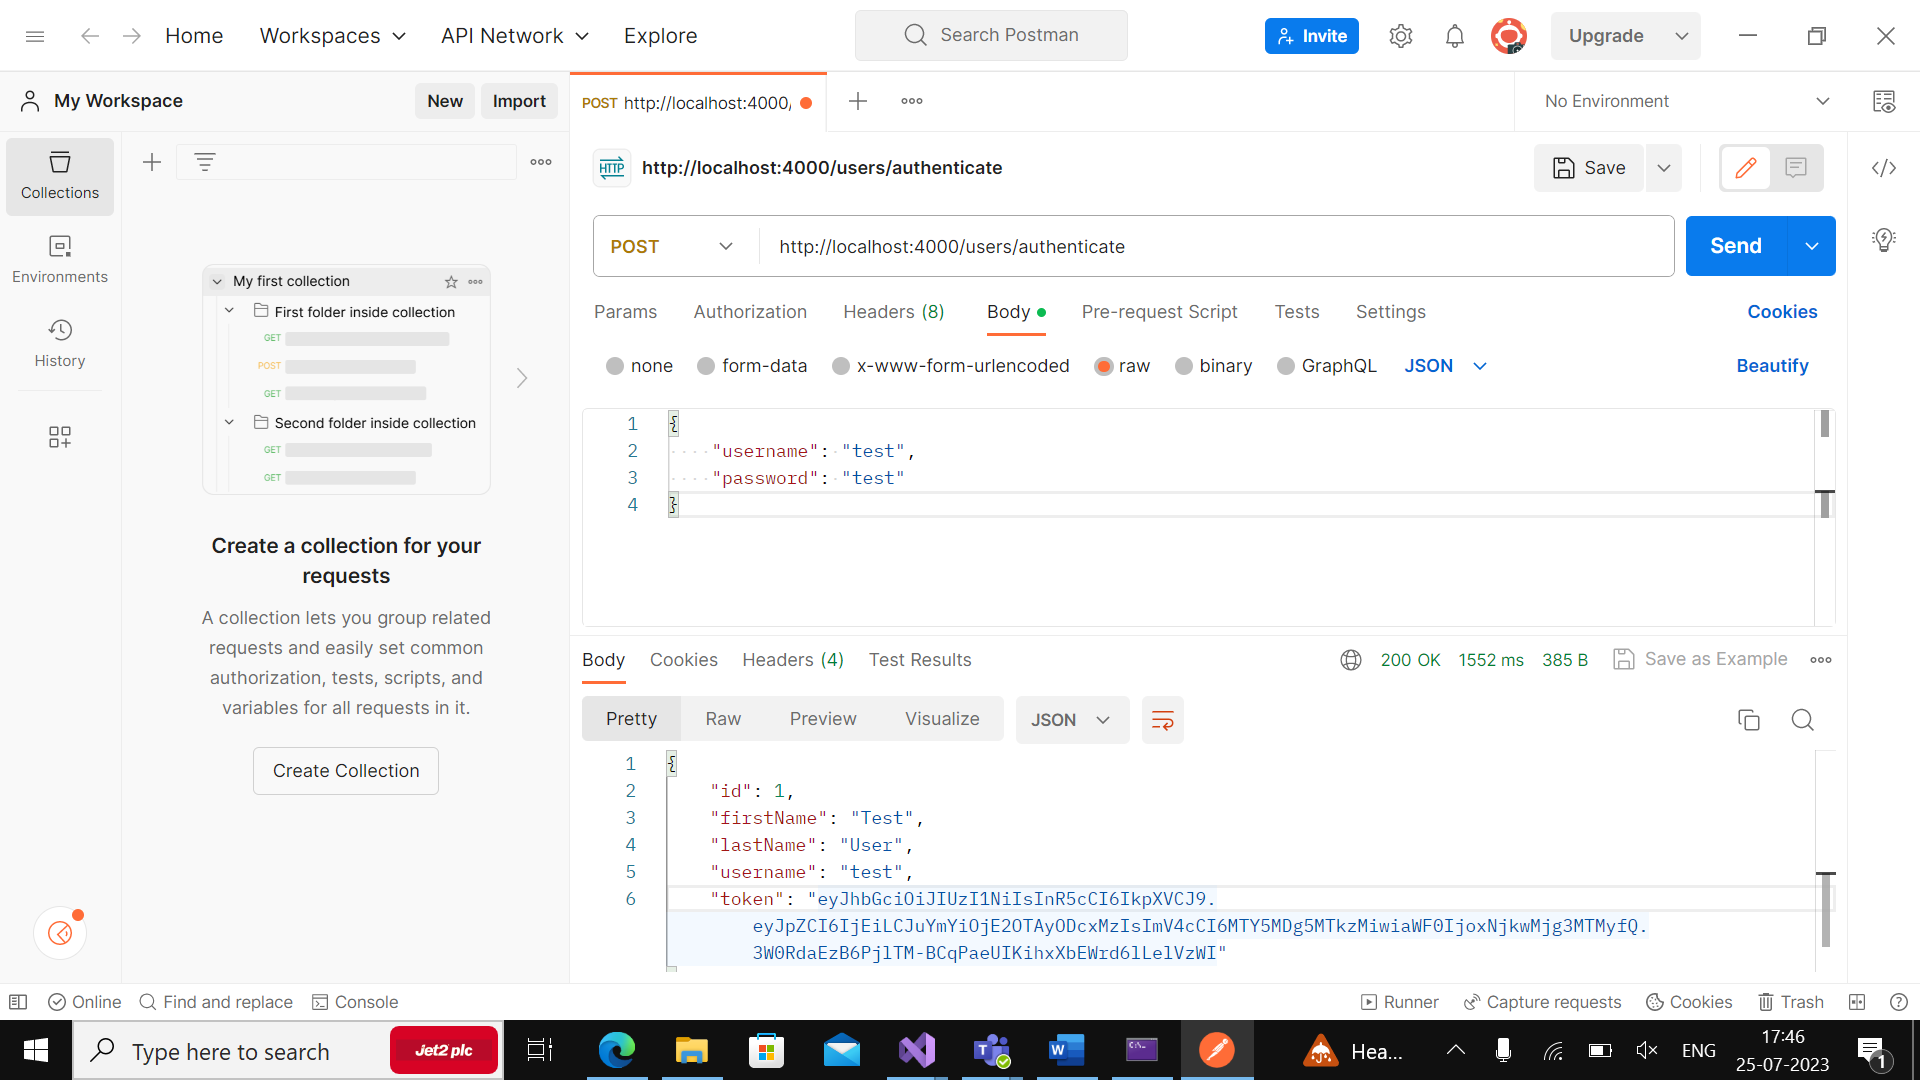 Home
Workspaces
API Network
Explore
Search Postman
Invite
Upgrade
My Workspace
New
Import
POST http://localhost:4000/
No Environment
Collections
Environments
History
My first collection
First folder inside collection
GET
POST
GET
Second folder inside collection
GET
GET
Create a collection for your
requests
A collection lets you group related
requests and easily set common
authorization, tests, scripts, and
variables for all requests in it.
Create Collection
HTTP
http://localhost:4000/users/authenticate
Save
POST
http://localhost:4000/users/authenticate
Send
Params
Authorization
Headers (8)
Body
Pre-request Script
Tests
Settings
Cookies
none
form-data
x-www-form-urlencoded
raw
binary
GraphQL
JSON
Beautify
1 {
2 "username": "test",
3 "password": "test"
4 }
Body
Cookies
Headers (4)
Test Results
200 OK
1552 ms
385 B
Save as Example
Pretty
Raw
Preview
Visualize
JSON
1 {
2 "id": 1,
3 "firstName": "Test",
4 "lastName": "User",
5 "username": "test",
6 "token": "eyJhbGciOiJIUzI1NiIsInR5cCI6IkpXVCJ9.
eyJpZCI6IjEiLCJuYmYiOjE2OTAyODcxMzIsImV4cCI6MTY5MDg5MTkzMiwiaWF0IjoxNjkwMjg3MTMyfQ.
3W0RdaEzB6PjlTM-BCqPaeUIKihxXbEWrd6lLelVzWI"
Online
Find and replace
Console
Runner
Capture requests
Cookies
Trash
Type here to search
Jet2 plc
Hea...
ENG
17:46
25-07-2023
1